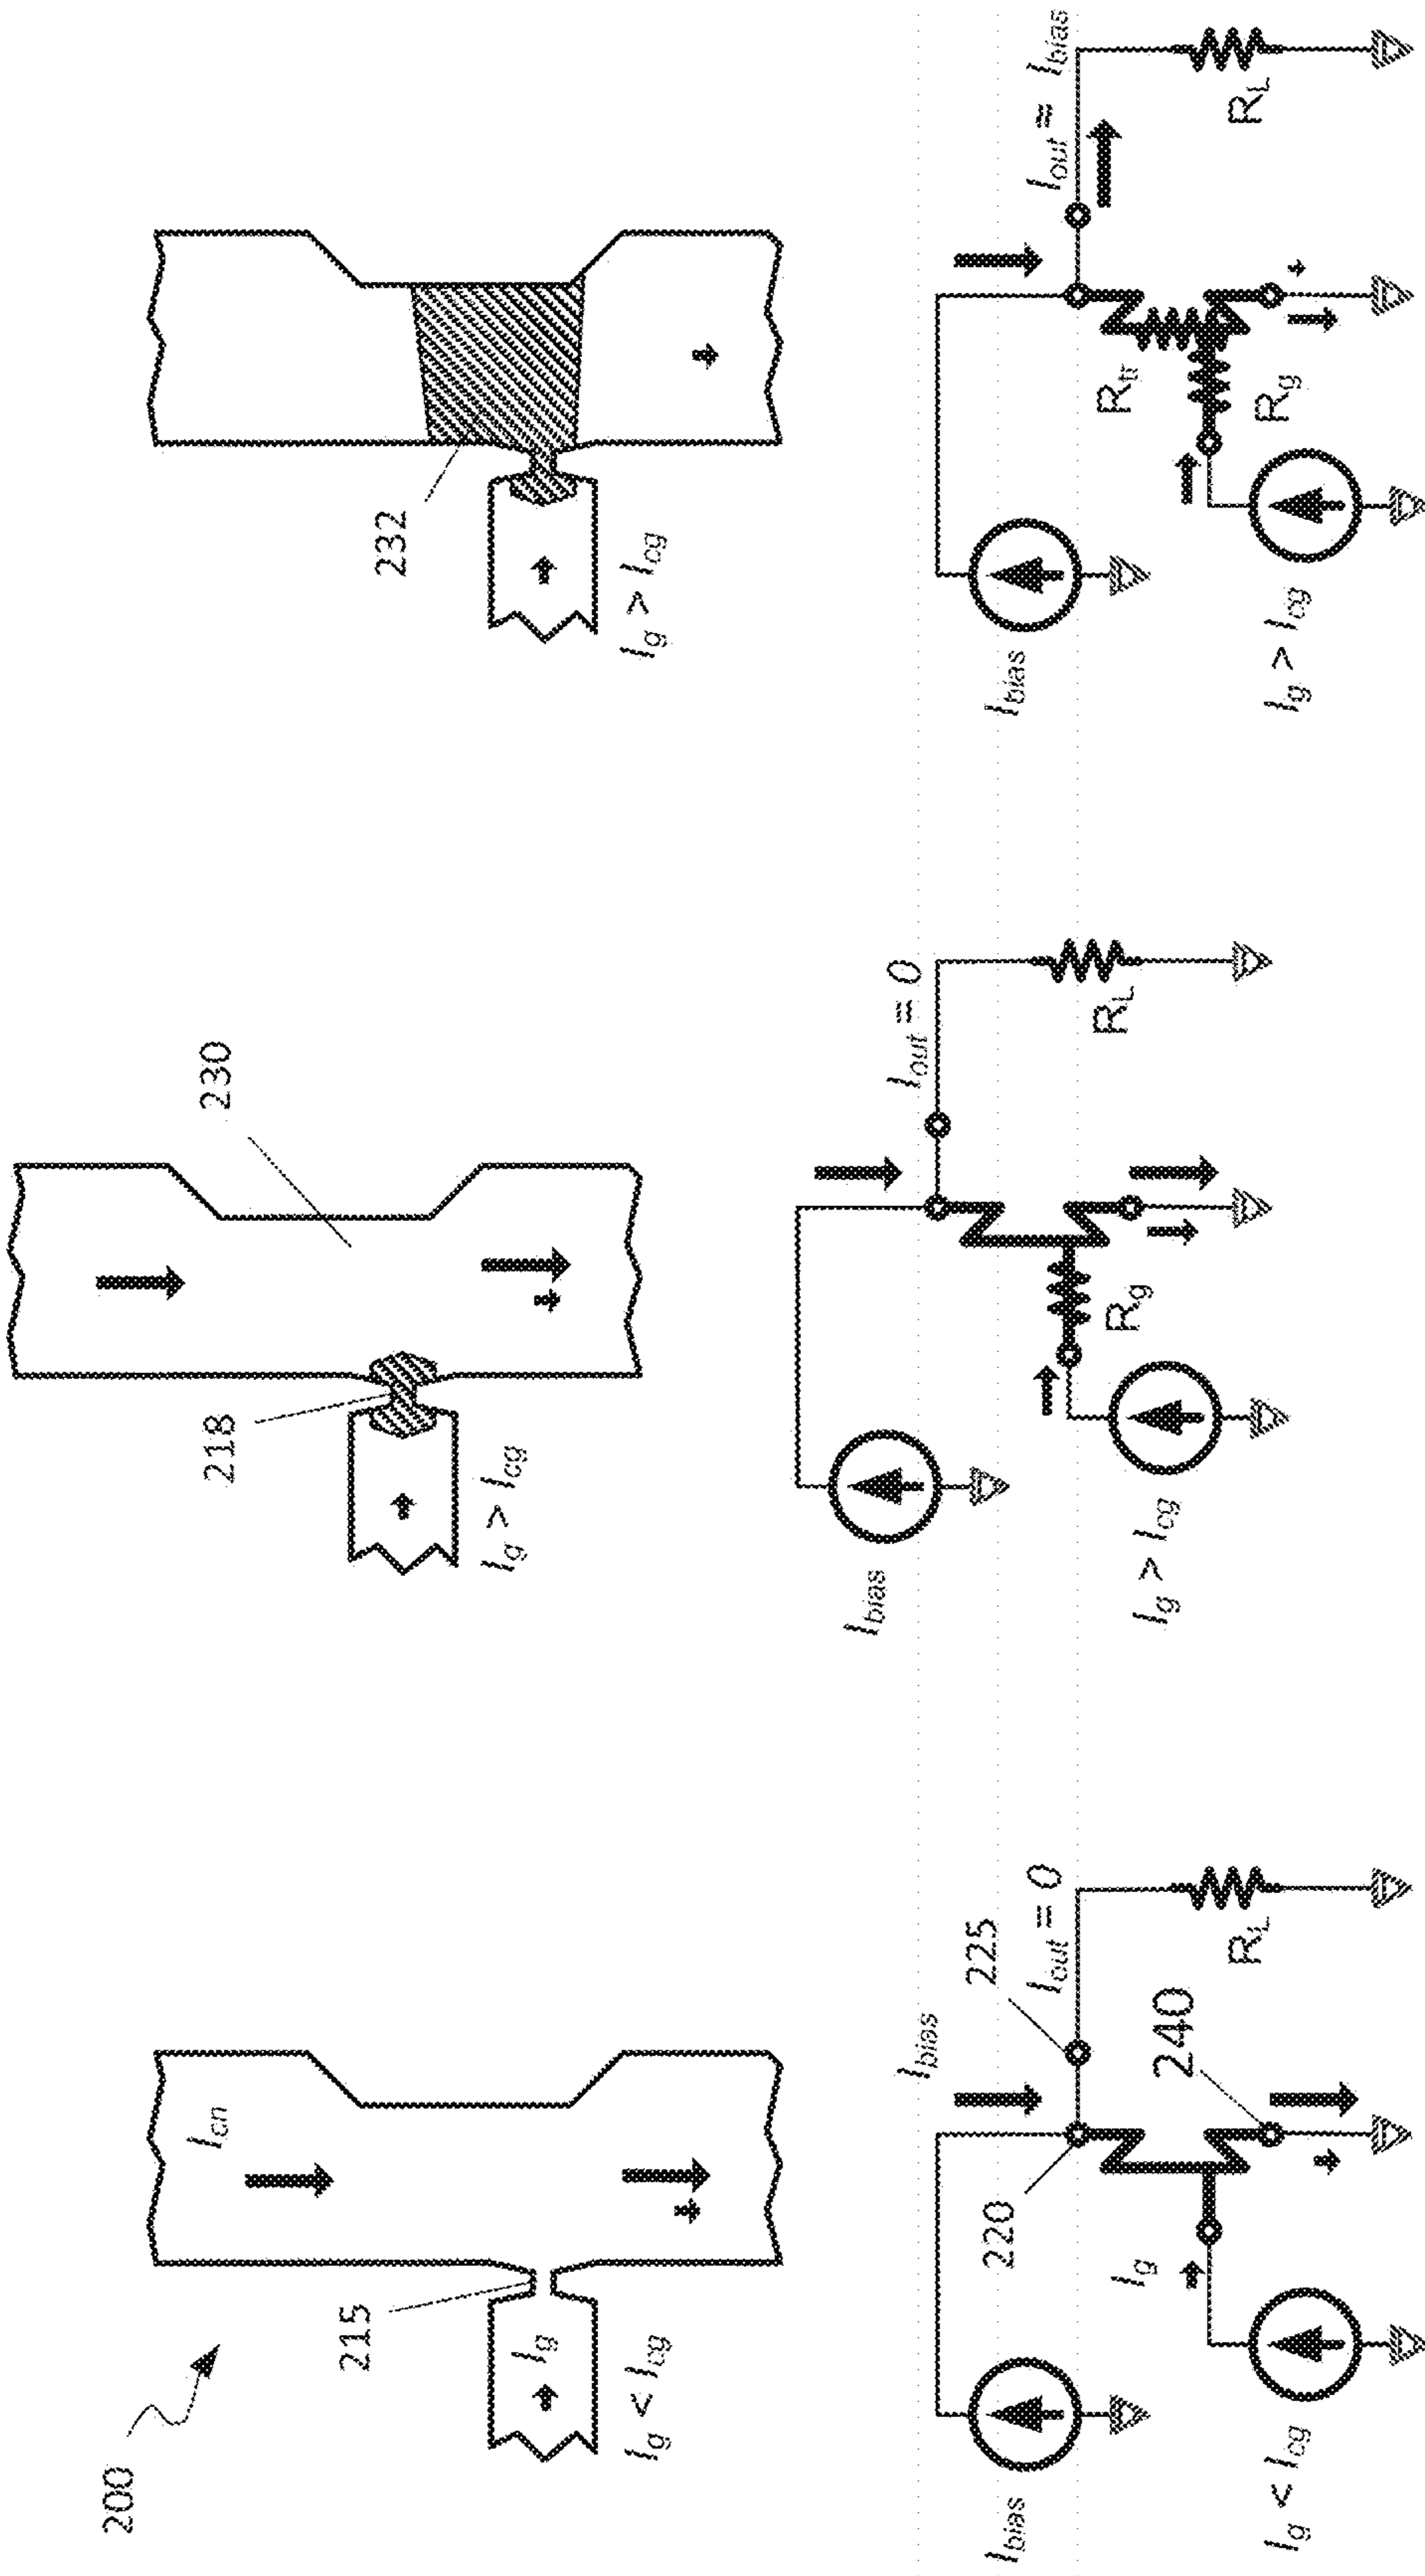 200
215
I_cn
I_g
I_g < I_cg
I_bias
I_bias
220
225
I_out = 0
I_g
240
R_L
I_g < I_cg
218
230
I_g > I_cg
I_bias
I_out = 0
R_g
R_L
I_g > I_cg
232
I_g > I_cg
I_bias
I_out = I_bias
R_tr
R_g
R_L
I_g > I_cg